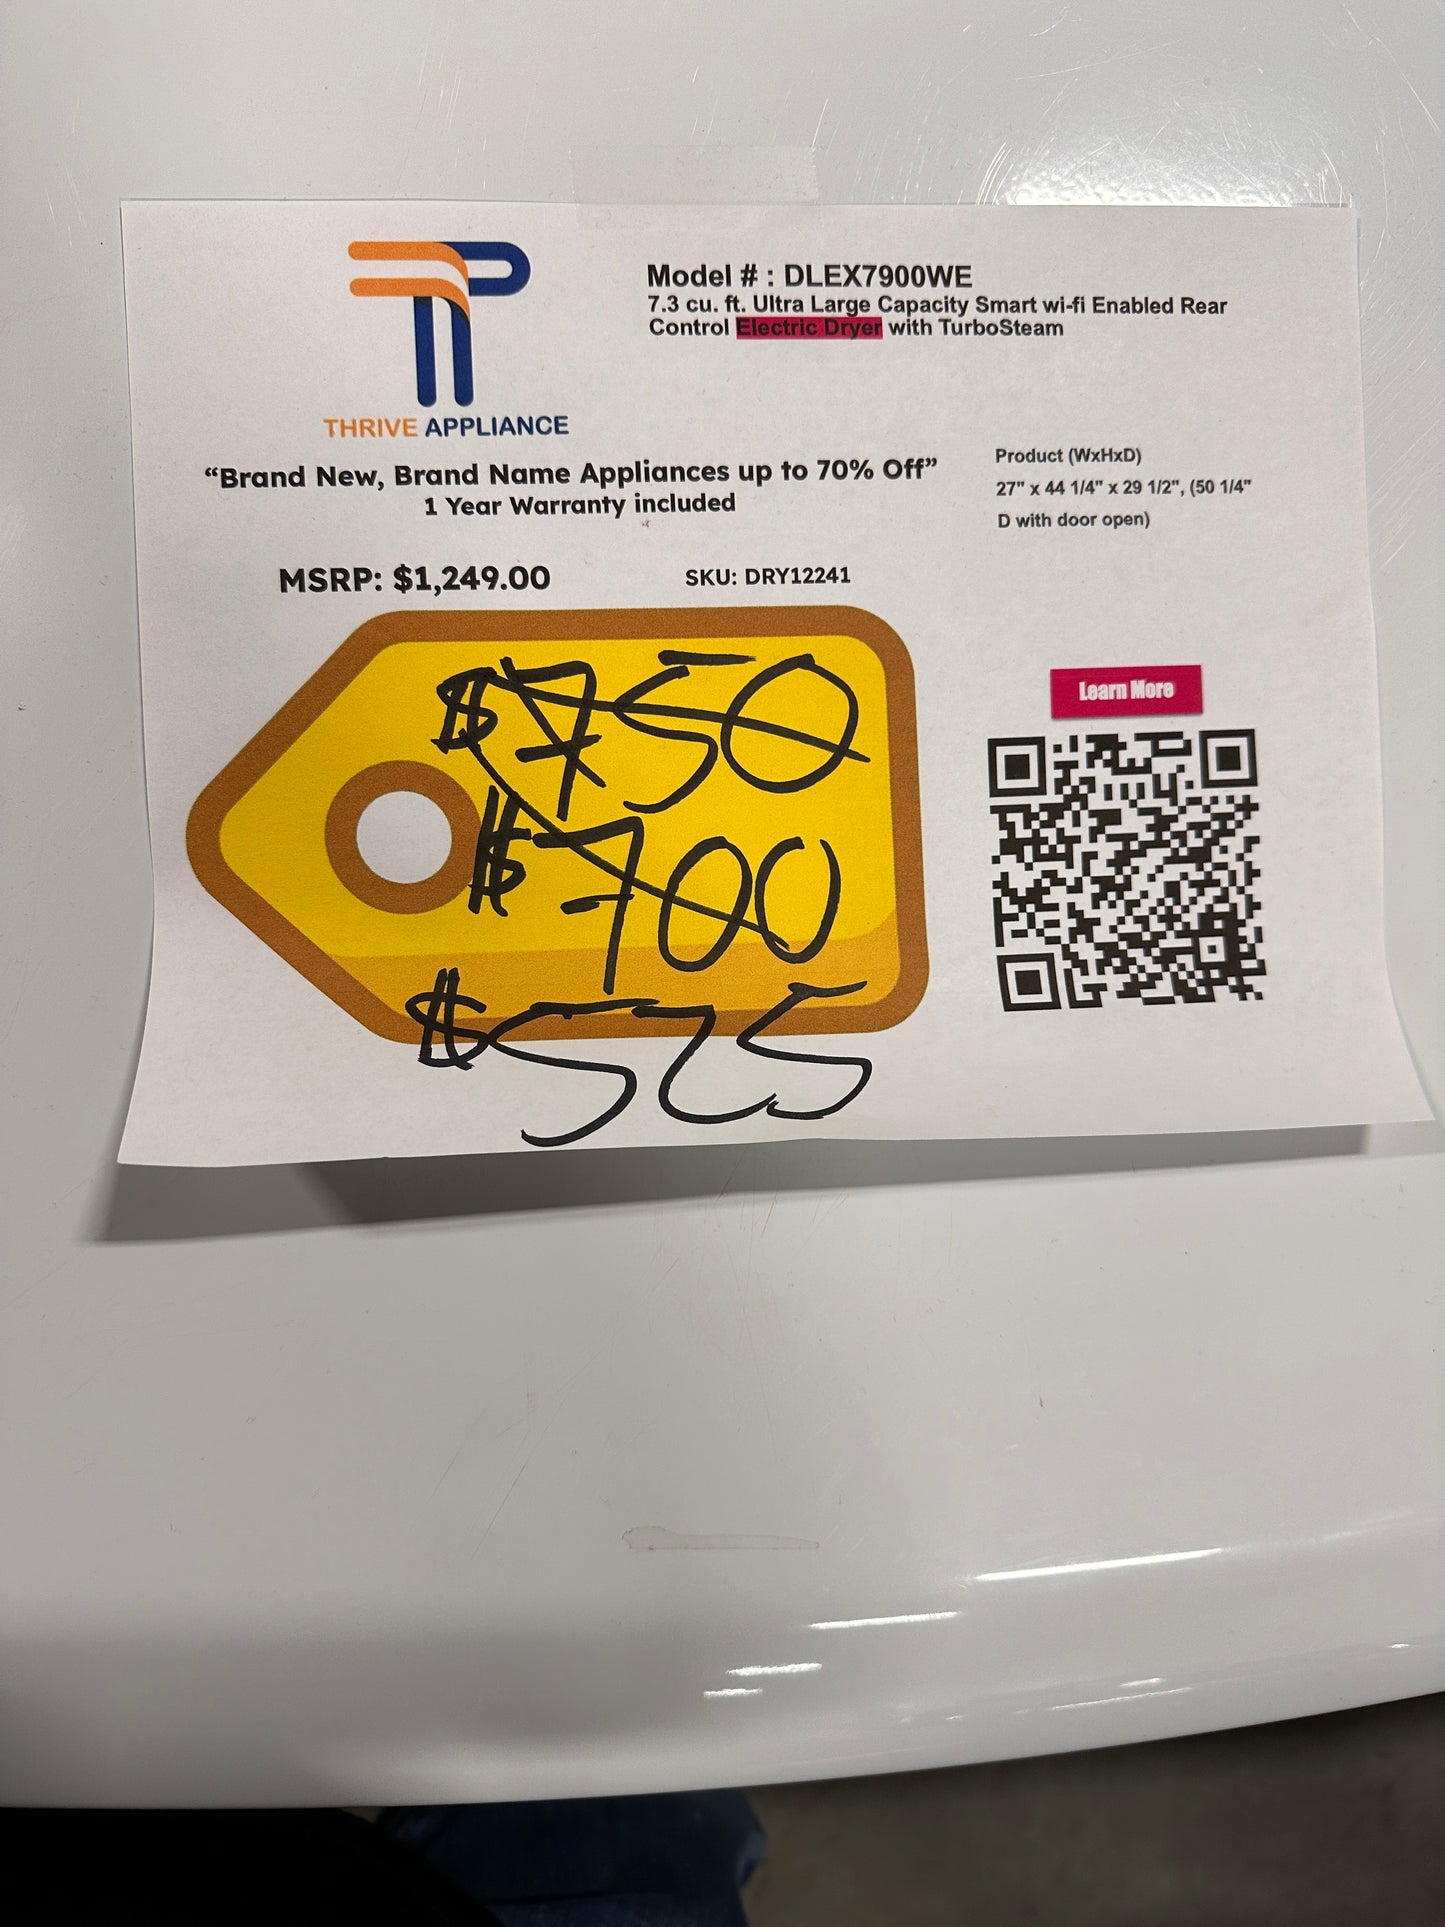 Model # : DLEX7900WE
7.3 cu. ft. Ultra Large Capacity Smart wi-fi Enabled Rear
Control Electric Dryer with TurboSteam
THRIVE APPLIANCE
“Brand New, Brand Name Appliances up to 70% Off”
1 Year Warranty included
Product (WxHxD)
27" x 44 1/4" x 29 1/2", (50 1/4"
D with door open)
MSRP: $1,249.00
SKU: DRY12241
$750
$700
$525
Learn More